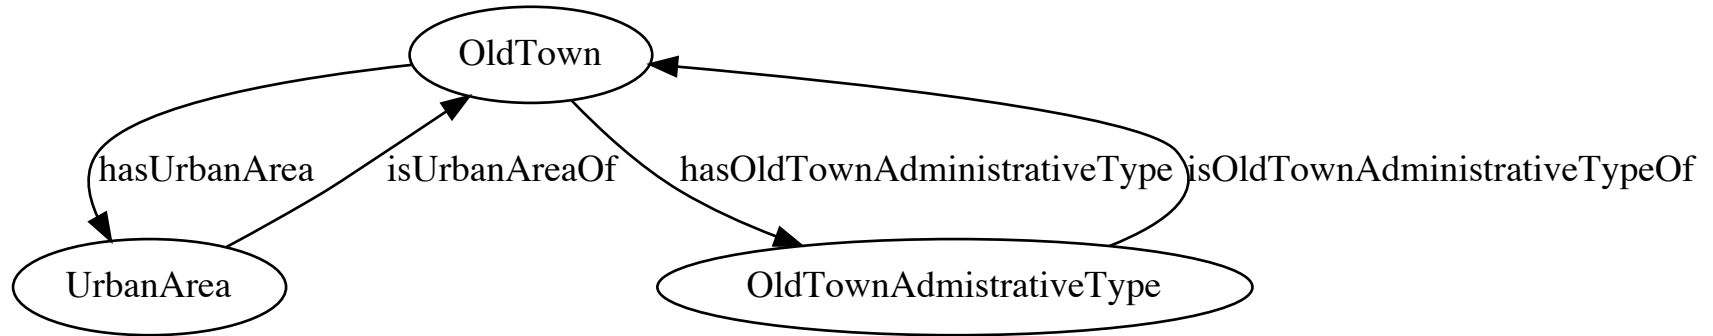 OldTown
hasUrbanArea
isUrbanAreaOf
hasOldTownAdministrativeType
isOldTownAdministrativeTypeOf
UrbanArea
OldTownAdmistrativeType